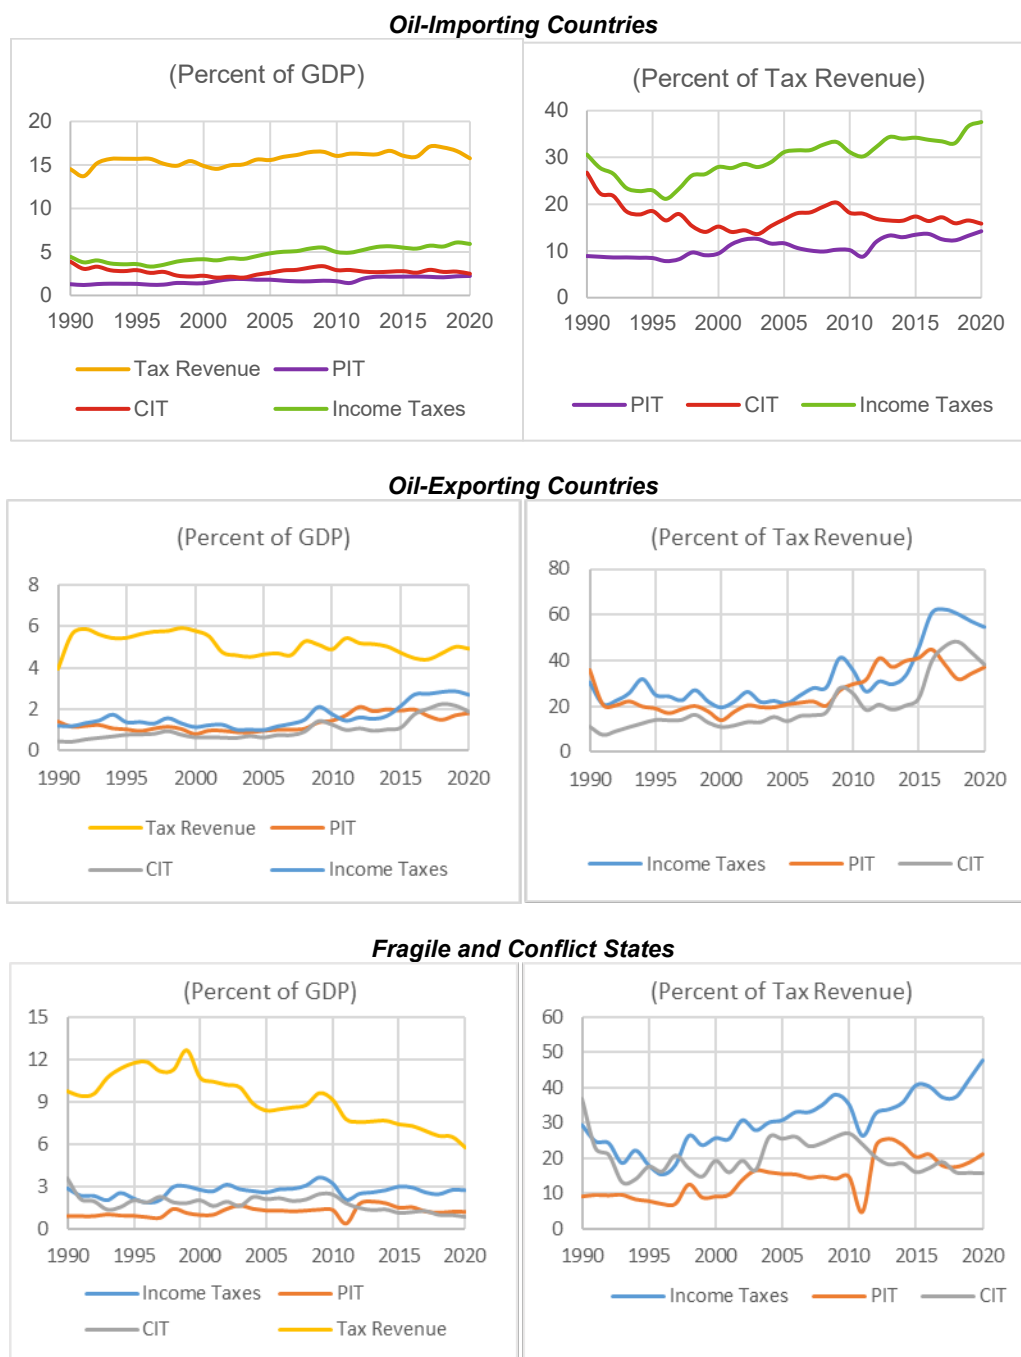 Oil-Importing Countries
(Percent of GDP)
20
15
10
5
0
1990 1995 2000 2005 2010 2015 2020
Tax Revenue PIT
CIT Income Taxes
(Percent of Tax Revenue)
40
30
20
10
0
1990 1995 2000 2005 2010 2015 2020
PIT CIT Income Taxes
Oil-Exporting Countries
(Percent of GDP)
8
6
4
2
0
1990 1995 2000 2005 2010 2015 2020
Tax Revenue PIT
CIT Income Taxes
(Percent of Tax Revenue)
80
60
40
20
0
1990 1995 2000 2005 2010 2015 2020
Income Taxes PIT CIT
Fragile and Conflict States
(Percent of GDP)
15
12
9
6
3
0
1990 1995 2000 2005 2010 2015 2020
Income Taxes PIT
CIT Tax Revenue
(Percent of Tax Revenue)
60
50
40
30
20
10
0
1990 1995 2000 2005 2010 2015 2020
Income Taxes PIT CIT